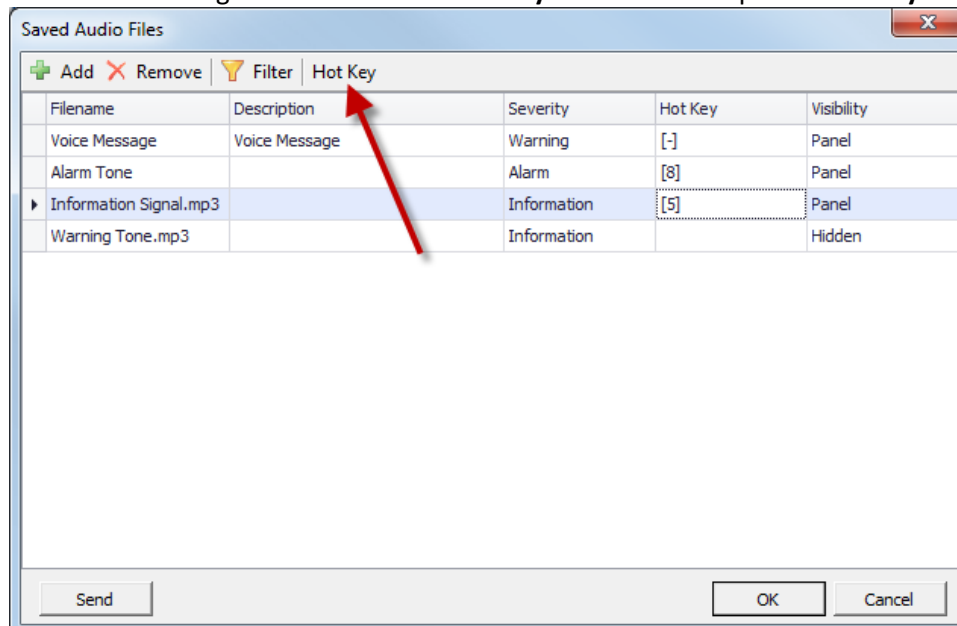 Saved Audio Files
Add Remove Filter Hot Key
Filename Description Severity Hot Key Visibility
Voice Message Voice Message Warning [-] Panel
Alarm Tone Alarm [8] Panel
Information Signal.mp3 Information [5] Panel
Warning Tone.mp3 Information Hidden
Send OK Cancel